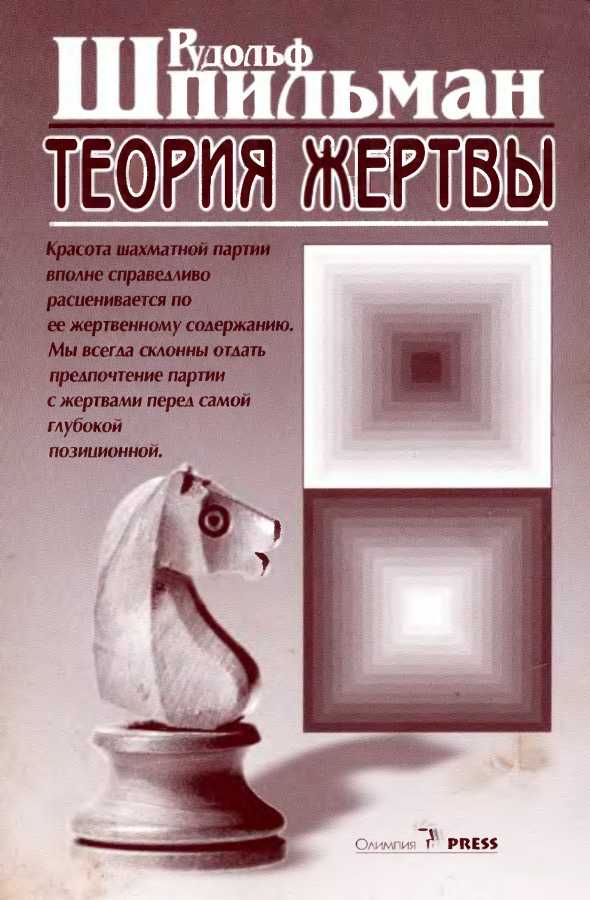 Рудольф
Шпильман
ТЕОРИЯ ЖЕРТВЫ
Красота шахматной партии
вполне справедливо
расценивается по
ее жертвенному содержанию.
Мы всегда склонны отдать
предпочтение партии
с жертвами перед самой
глубокой
позиционной.
Олимпия PRESS